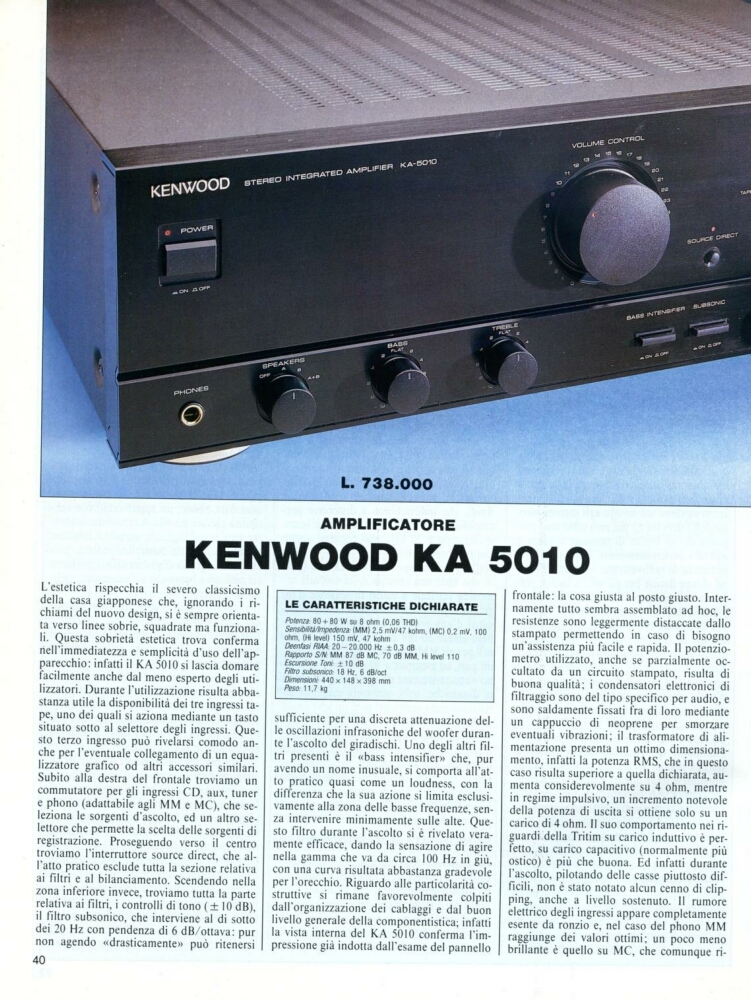 VOLUME CONTROL
KENWOOD STEREO INTEGRATED AMPLIFIER KA-5010
POWER
ON OFF
SOURCE DIRECT
BASS INTENSIFIER SUBSONIC
ON OFF ON OFF
PHONES
SPEAKERS
OFF A B A+B
BASS
FLAT
TREBLE
FLAT
L. 738.000
AMPLIFICATORE
KENWOOD KA 5010
L'estetica rispecchia il severo classicismo
della casa giapponese che, ignorando i ri-
chiami del nuovo design, si è sempre orienta-
ta verso linee sobrie, squadrate ma funziona-
li. Questa sobrietà estetica trova conferma
nell'immediatezza e semplicità d'uso dell'ap-
parecchio: infatti il KA 5010 si lascia domare
facilmente anche dal meno esperto degli uti-
lizzatori. Durante l'utilizzazione risulta abba-
stanza utile la disponibilità dei tre ingressi ta-
pe, uno dei quali si aziona mediante un tasto
situato sotto al selettore degli ingressi. Que-
sto terzo ingresso può rivelarsi comodo an-
che per l'eventuale collegamento di un equa-
lizzatore grafico od altri accessori similari.
Subito alla destra del frontale troviamo un
commutatore per gli ingressi CD, aux, tuner
e phono (adattabile agli MM e MC), che se-
leziona le sorgenti d'ascolto, ed un altro se-
lettore che permette la scelta delle sorgenti di
registrazione. Proseguendo verso il centro
troviamo l'interruttore source direct, che al-
l'atto pratico esclude tutta la sezione relativa
ai filtri e al bilanciamento. Scendendo nella
zona inferiore invece, troviamo tutta la parte
relativa ai filtri, i controlli di tono (± 10 dB),
il filtro subsonico, che interviene al di sotto
dei 20 Hz con pendenza di 6 dB/ottava: pur
non agendo «drasticamente» può ritenersi
LE CARATTERISTICHE DICHIARATE
Potenza: 80 + 80 W su 8 ohm (0,06 THD)
Sensibilità/Impedenza: (MM) 2,5 mV/47 kohm, (MC) 0,2 mV, 100
ohm, (Hi level) 150 mV, 47 kohm
Deenfasi RIAA: 20 – 20.000 Hz ± 0,3 dB
Rapporto S/N: MM 87 dB MC, 70 dB MM, Hi level 110
Escursione Toni: ± 10 dB
Filtro subsonico: 18 Hz, 6 dB/oct
Dimensioni: 440 × 148 × 398 mm
Peso: 11,7 kg
sufficiente per una discreta attenuazione del-
le oscillazioni infrasoniche del woofer duran-
te l'ascolto del giradischi. Uno degli altri fil-
tri presenti è il «bass intensifier» che, pur
avendo un nome inusuale, si comporta all'at-
to pratico quasi come un loudness, con la
differenza che la sua azione si limita esclusi-
vamente alla zona delle basse frequenze, sen-
za intervenire minimamente sulle alte. Que-
sto filtro durante l'ascolto si è rivelato vera-
mente efficace, dando la sensazione di agire
nella gamma che va da circa 100 Hz in giù,
con una curva risultata abbastanza gradevole
per l'orecchio. Riguardo alle particolarità co-
struttive si rimane favorevolmente colpiti
dall'organizzazione dei cablaggi e dal buon
livello generale della componentistica; infatti
la vista interna del KA 5010 conferma l'im-
pressione già indotta dall'esame del pannello
frontale: la cosa giusta al posto giusto. Inter-
namente tutto sembra assemblato ad hoc, le
resistenze sono leggermente distaccate dallo
stampato permettendo in caso di bisogno
un'assistenza più facile e rapida. Il potenzio-
metro utilizzato, anche se parzialmente oc-
cultato da un circuito stampato, risulta di
buona qualità; i condensatori elettronici di
filtraggio sono del tipo specifico per audio, e
sono saldamente fissati fra di loro mediante
un cappuccio di neoprene per smorzare
eventuali vibrazioni; il trasformatore di ali-
mentazione presenta un ottimo dimensiona-
mento, infatti la potenza RMS, che in questo
caso risulta superiore a quella dichiarata, au-
menta considerevolmente su 4 ohm, mentre
in regime impulsivo, un incremento notevole
della potenza di uscita si ottiene solo su un
carico di 4 ohm. Il suo comportamento nei ri-
guardi della Tritim su carico induttivo è per-
fetto, su carico capacitivo (normalmente più
ostico) è più che buona. Ed infatti durante
l'ascolto, pilotando delle casse piuttosto dif-
ficili, non è stato notato alcun cenno di clip-
ping, anche a livello sostenuto. Il rumore
elettrico degli ingressi appare completamente
esente da ronzio e, nel caso del phono MM
raggiunge dei valori ottimi; un poco meno
brillante è quello su MC, che comunque ri-
40